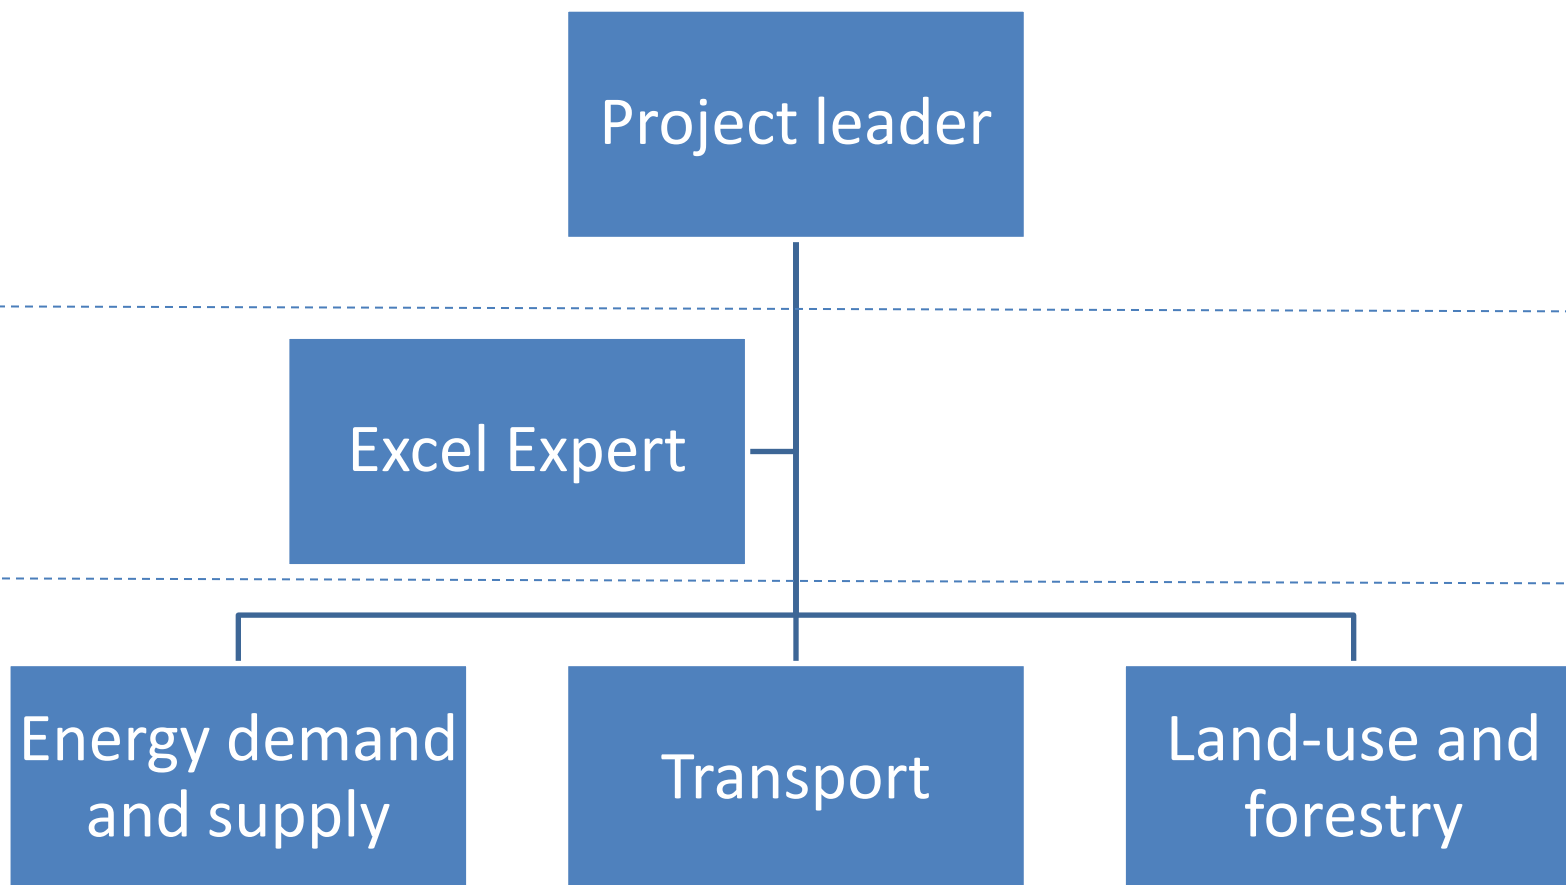 Project leader
Excel Expert
Energy demand
and supply
Transport
Land-use and
forestry